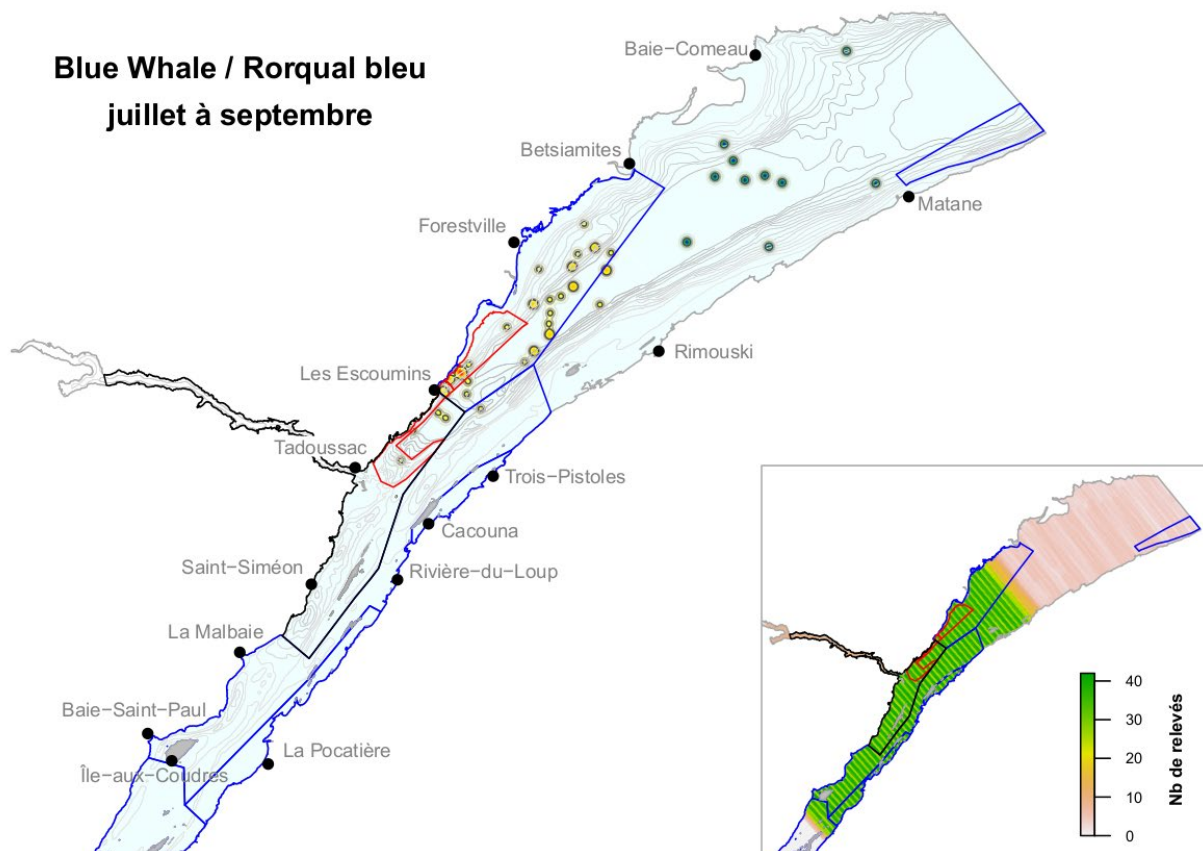 Blue Whale / Rorqual bleu
juillet à septembre
Baie−Comeau
Betsiamites
Matane
Forestville
Rimouski
Les Escoumins
Tadoussac
Trois−Pistoles
Cacouna
Saint−Siméon
Rivière−du−Loup
La Malbaie
Baie−Saint−Paul
La Pocatière
Île−aux−Coudres
40
30
20
10
0
Nb de relevés